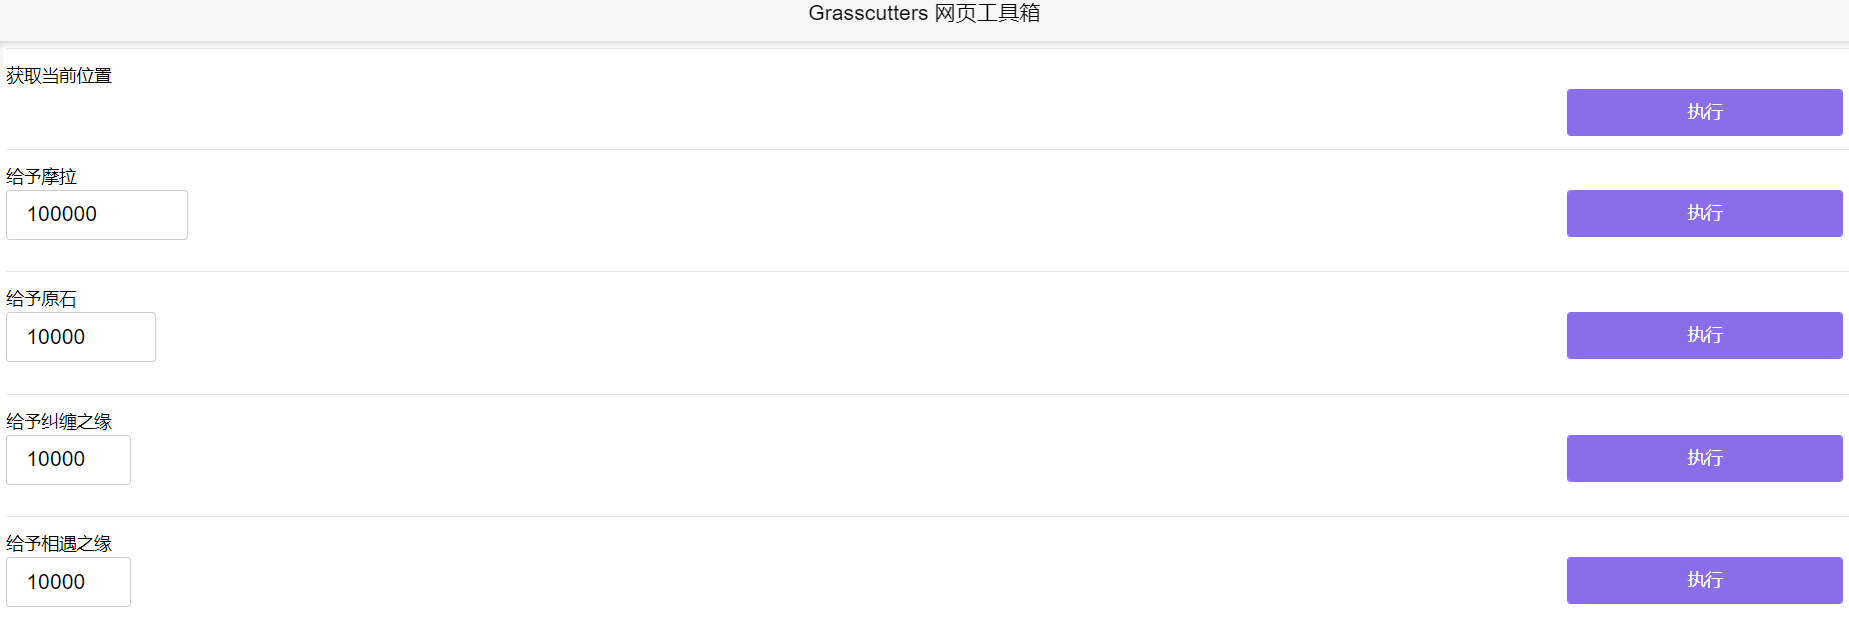 Grasscutters 网页工具箱
获取当前位置
执行
给予摩拉
100000
执行
给予原石
10000
执行
给予纠缠之缘
10000
执行
给予相遇之缘
10000
执行